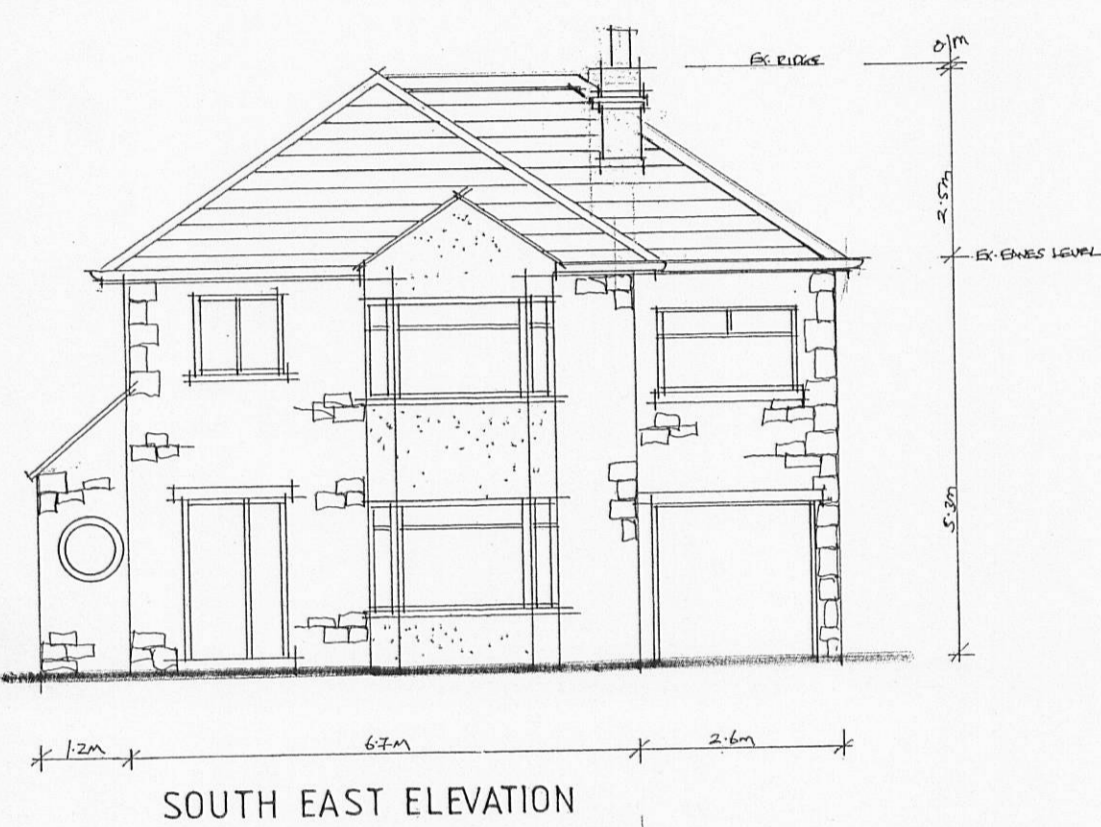 EX. RIDGE
0.1m
2.5m
EX. EAVES LEVEL
5.3m
1.2M
6.7M
2.6M
SOUTH EAST ELEVATION